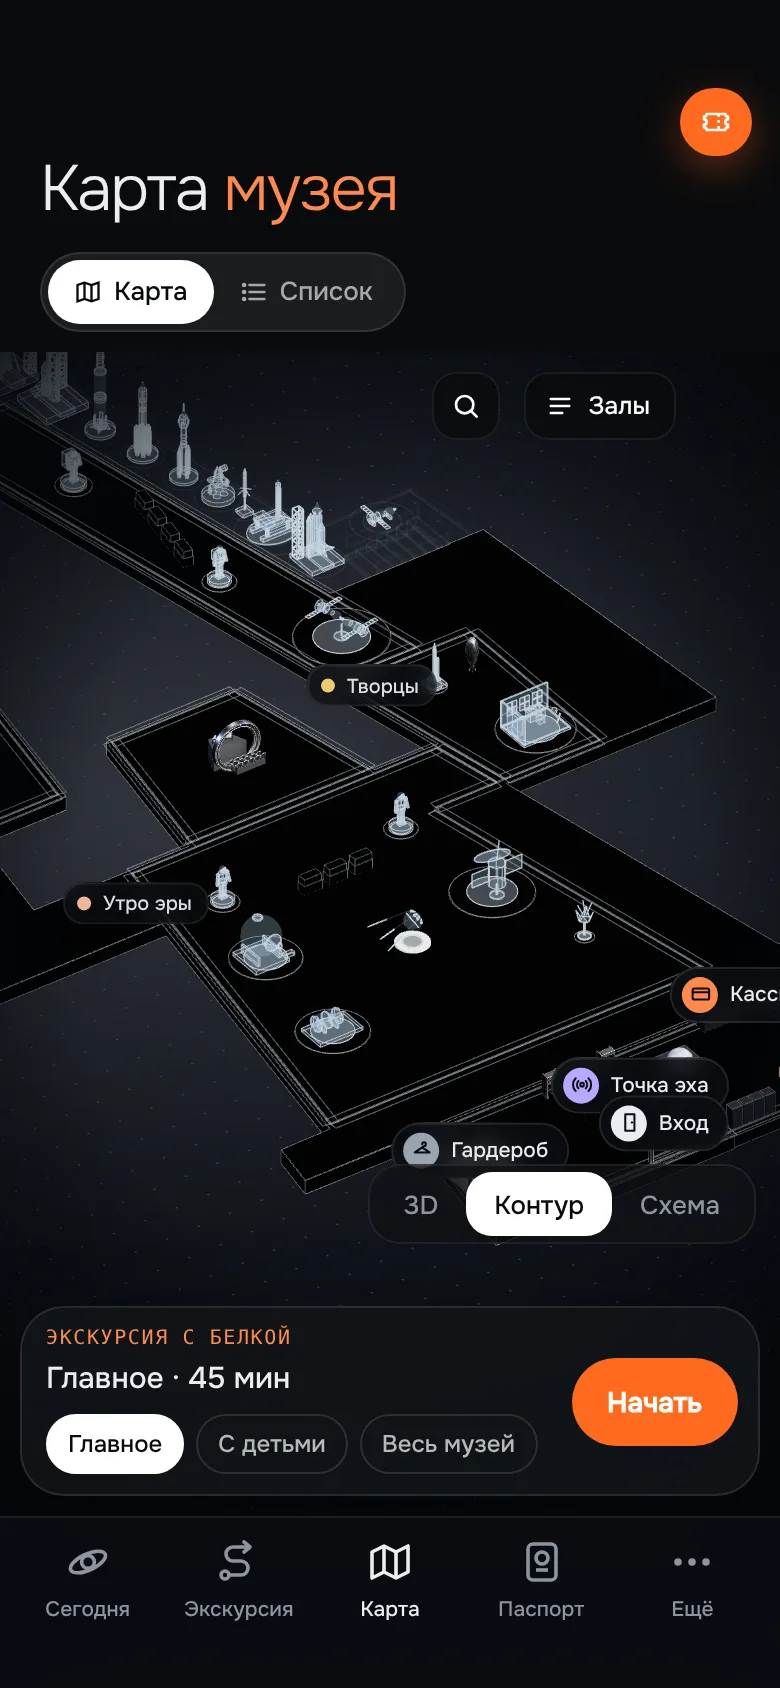 Карта музея
Карта
Список
Залы
Творцы
Утро эры
Касс
Точка эха
Вход
Гардероб
3D
Контур
Схема
ЭКСКУРСИЯ С БЕЛКОЙ
Главное · 45 мин
Начать
Главное
С детьми
Весь музей
Сегодня
Экскурсия
Карта
Паспорт
Ещё